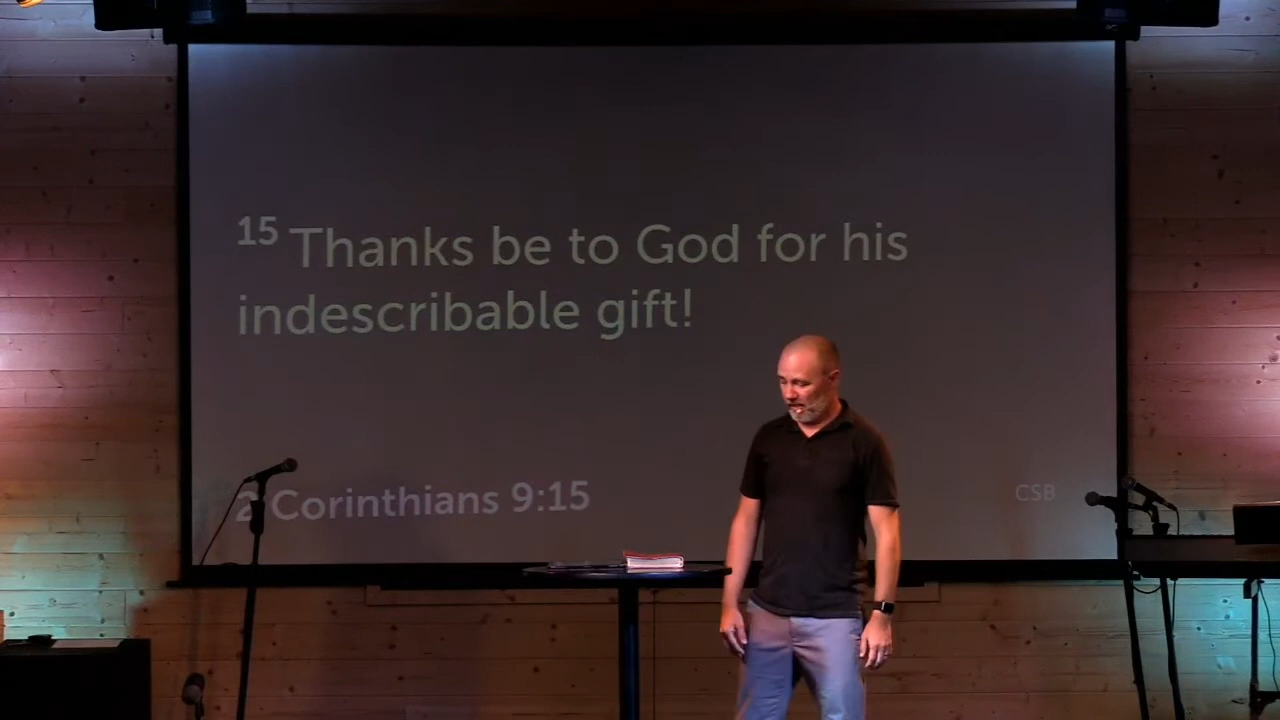 15 Thanks be to God for his
indescribable gift!
2 Corinthians 9:15
CSB